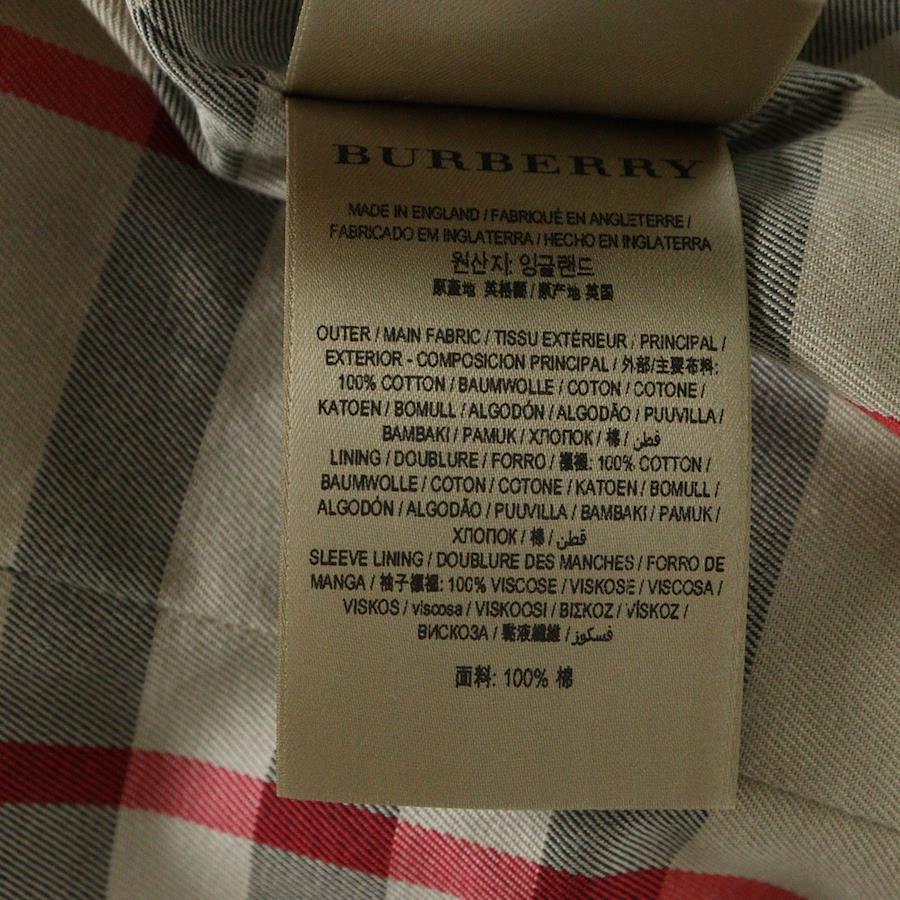 BURBERRY
MADE IN ENGLAND / FABRIQUÉ EN ANGLETERRE /
FABRICADO EM INGLATERRA / HECHO EN INGLATERRA
원산지: 잉글랜드
原產地 英格蘭 / 原产地 英国
OUTER / MAIN FABRIC / TISSU EXTÉRIEUR / PRINCIPAL /
EXTERIOR - COMPOSICION PRINCIPAL / 外部/主要布料:
100% COTTON / BAUMWOLLE / COTON / COTONE /
KATOEN / BOMULL / ALGODÓN / ALGODÃO / PUUVILLA /
BAMBAKI / PAMUK / ХЛОПОК / 棉 / قطن
LINING / DOUBLURE / FORRO / 襯裡: 100% COTTON /
BAUMWOLLE / COTON / COTONE / KATOEN / BOMULL /
ALGODÓN / ALGODÃO / PUUVILLA / BAMBAKI / PAMUK /
ХЛОПОК / 棉 / قطن
SLEEVE LINING / DOUBLURE DES MANCHES / FORRO DE
MANGA / 袖子襯裡: 100% VISCOSE / VISKOSE / VISCOSA /
VISKOS / viscosa / VISKOOSI / ΒΙΣΚΟΖ / VİSKOZ /
ВИСКОЗА / 黏液纖維 / فسكوز
面料: 100% 棉